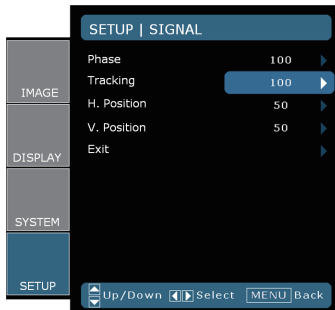 SETUP | SIGNAL
Phase 100
Tracking 100
H. Position 50
V. Position 50
Exit
IMAGE
DISPLAY
SYSTEM
SETUP
Up/Down Select MENU Back